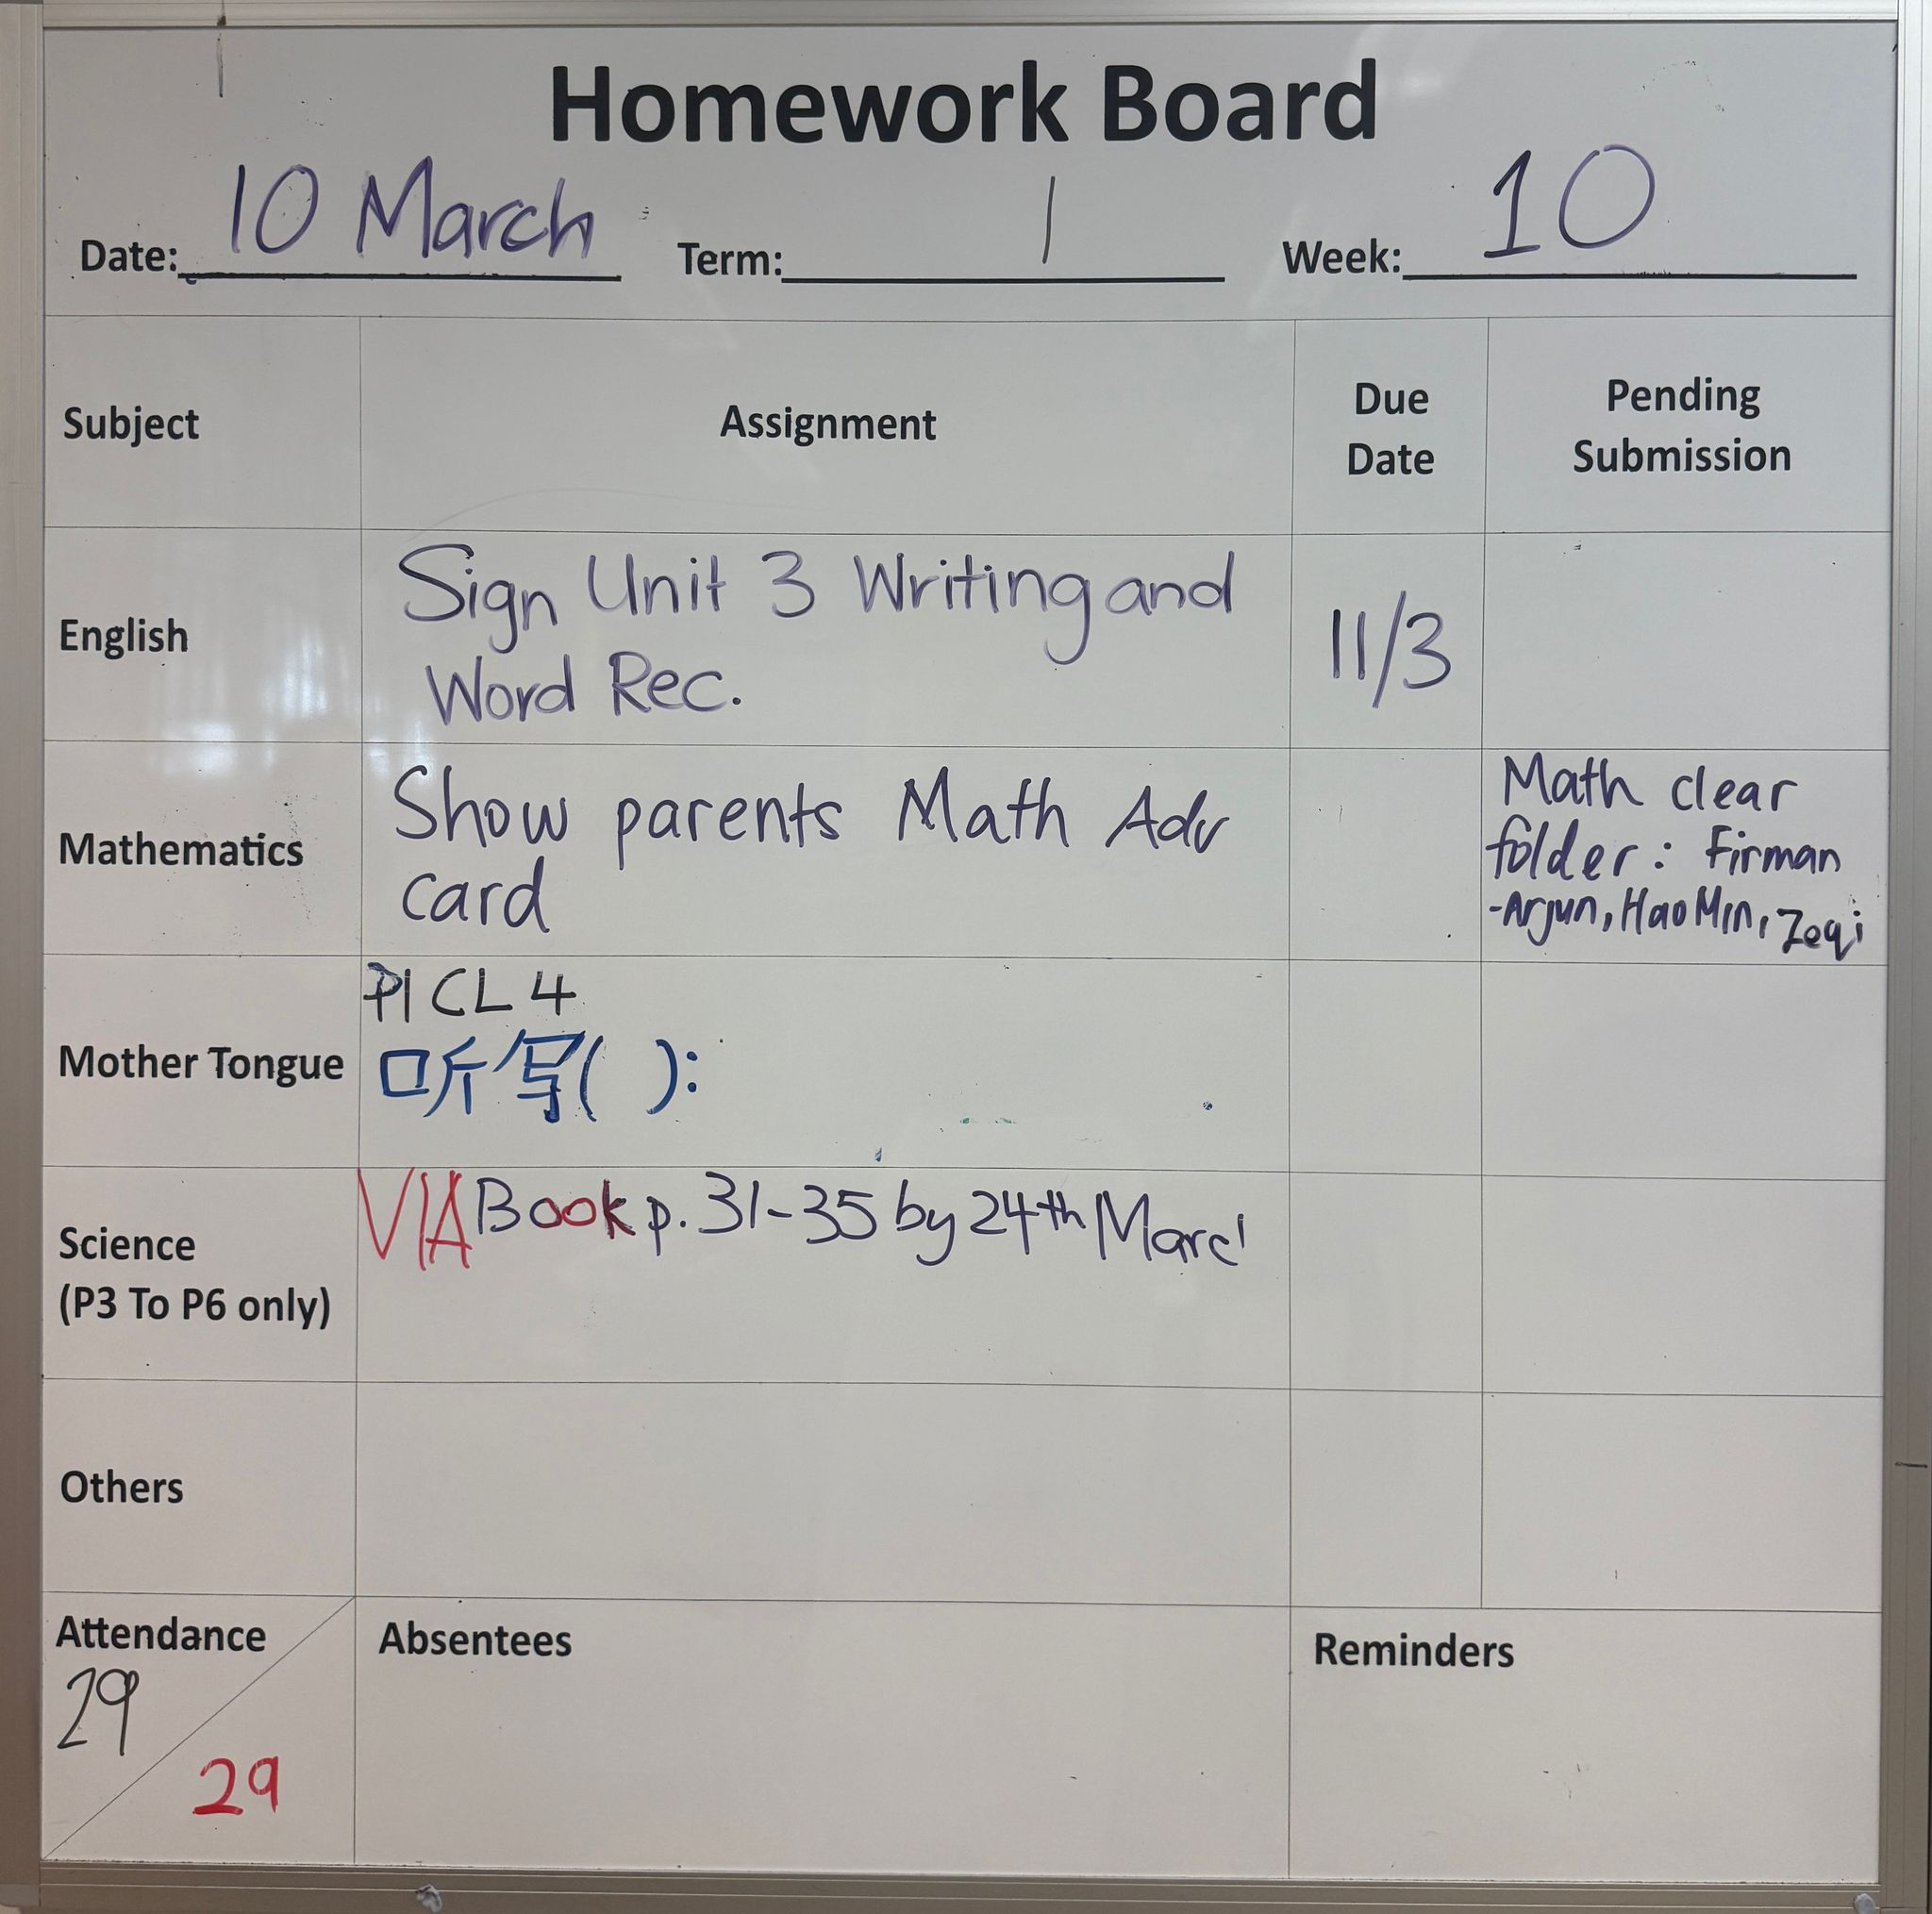 Homework Board
Date: 10 March Term: 1 Week: 10
Subject
Assignment
Due
Date
Pending
Submission
English
Sign Unit 3 Writing and
Word Rec.
11/3
Mathematics
Show parents Math Adv
card
Math clear
folder: Firman
-Arjun, Hao Min, Zeqi
Mother Tongue
P1 CL 4
听写( ):
Science
(P3 To P6 only)
VIA Book p. 31-35 by 24th March
Others
Attendance
29
29
Absentees
Reminders